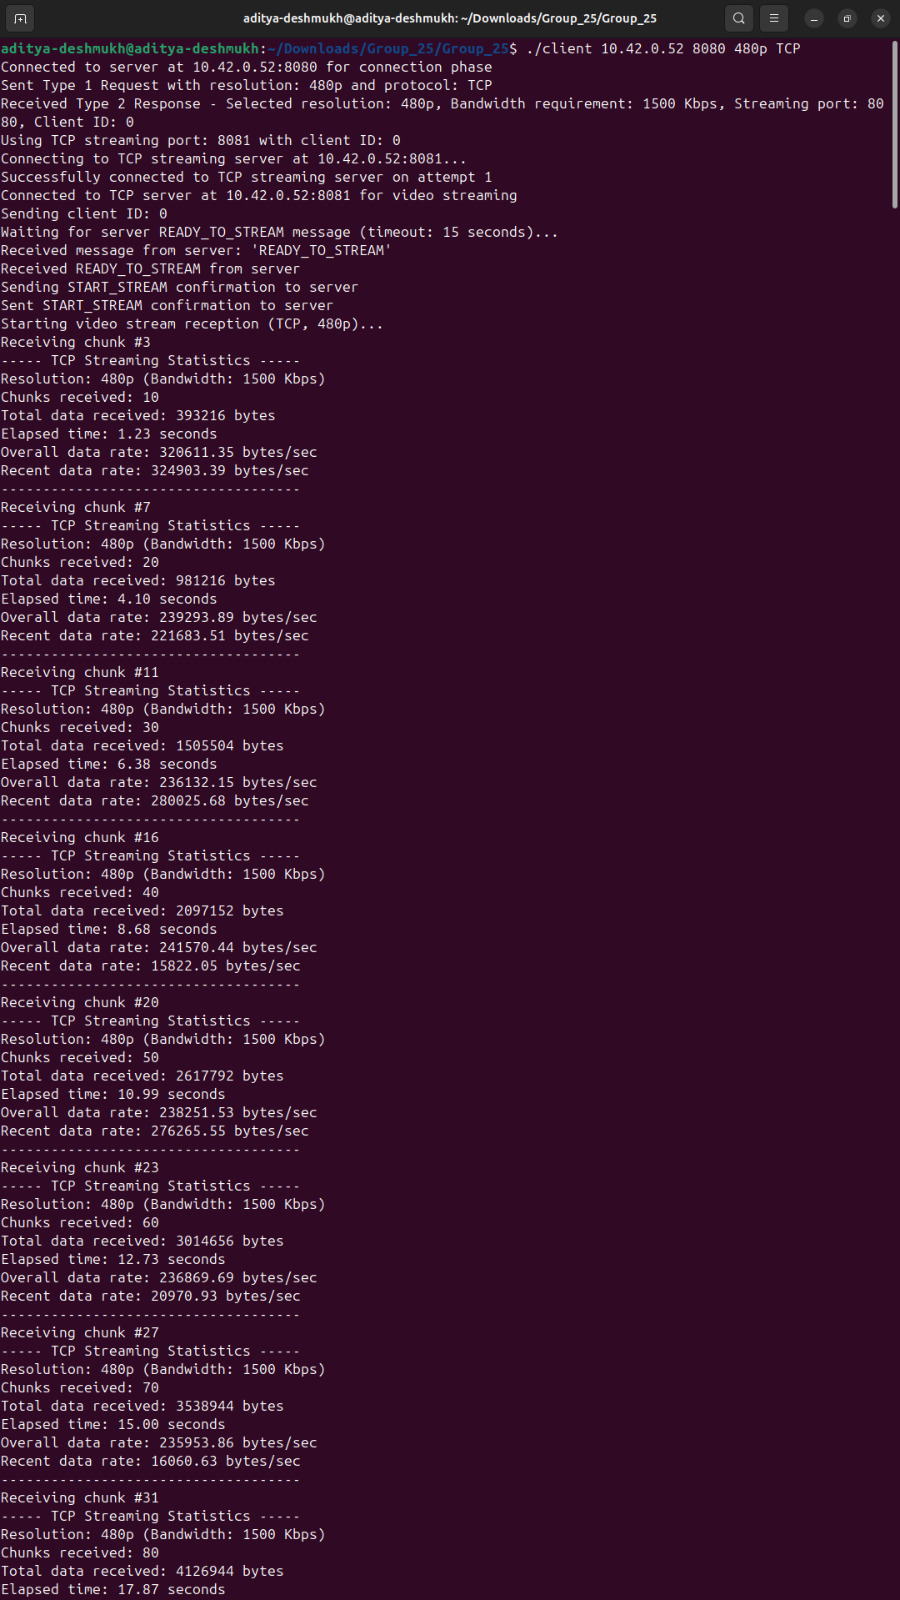 aditya-deshmukh@aditya-deshmukh: ~/Downloads/Group_25/Group_25
aditya-deshmukh@aditya-deshmukh:~/Downloads/Group_25/Group_25$ ./client 10.42.0.52 8080 480p TCP
Connected to server at 10.42.0.52:8080 for connection phase
Sent Type 1 Request with resolution: 480p and protocol: TCP
Received Type 2 Response - Selected resolution: 480p, Bandwidth requirement: 1500 Kbps, Streaming port: 80
80, Client ID: 0
Using TCP streaming port: 8081 with client ID: 0
Connecting to TCP streaming server at 10.42.0.52:8081...
Successfully connected to TCP streaming server on attempt 1
Connected to TCP server at 10.42.0.52:8081 for video streaming
Sending client ID: 0
Waiting for server READY_TO_STREAM message (timeout: 15 seconds)...
Received message from server: 'READY_TO_STREAM'
Received READY_TO_STREAM from server
Sending START_STREAM confirmation to server
Sent START_STREAM confirmation to server
Starting video stream reception (TCP, 480p)...
Receiving chunk #3
----- TCP Streaming Statistics -----
Resolution: 480p (Bandwidth: 1500 Kbps)
Chunks received: 10
Total data received: 393216 bytes
Elapsed time: 1.23 seconds
Overall data rate: 320611.35 bytes/sec
Recent data rate: 324903.39 bytes/sec
------------------------------------
Receiving chunk #7
----- TCP Streaming Statistics -----
Resolution: 480p (Bandwidth: 1500 Kbps)
Chunks received: 20
Total data received: 981216 bytes
Elapsed time: 4.10 seconds
Overall data rate: 239293.89 bytes/sec
Recent data rate: 221683.51 bytes/sec
------------------------------------
Receiving chunk #11
----- TCP Streaming Statistics -----
Resolution: 480p (Bandwidth: 1500 Kbps)
Chunks received: 30
Total data received: 1505504 bytes
Elapsed time: 6.38 seconds
Overall data rate: 236132.15 bytes/sec
Recent data rate: 280025.68 bytes/sec
------------------------------------
Receiving chunk #16
----- TCP Streaming Statistics -----
Resolution: 480p (Bandwidth: 1500 Kbps)
Chunks received: 40
Total data received: 2097152 bytes
Elapsed time: 8.68 seconds
Overall data rate: 241570.44 bytes/sec
Recent data rate: 15822.05 bytes/sec
------------------------------------
Receiving chunk #20
----- TCP Streaming Statistics -----
Resolution: 480p (Bandwidth: 1500 Kbps)
Chunks received: 50
Total data received: 2617792 bytes
Elapsed time: 10.99 seconds
Overall data rate: 238251.53 bytes/sec
Recent data rate: 276265.55 bytes/sec
------------------------------------
Receiving chunk #23
----- TCP Streaming Statistics -----
Resolution: 480p (Bandwidth: 1500 Kbps)
Chunks received: 60
Total data received: 3014656 bytes
Elapsed time: 12.73 seconds
Overall data rate: 236869.69 bytes/sec
Recent data rate: 20970.93 bytes/sec
------------------------------------
Receiving chunk #27
----- TCP Streaming Statistics -----
Resolution: 480p (Bandwidth: 1500 Kbps)
Chunks received: 70
Total data received: 3538944 bytes
Elapsed time: 15.00 seconds
Overall data rate: 235953.86 bytes/sec
Recent data rate: 16060.63 bytes/sec
------------------------------------
Receiving chunk #31
----- TCP Streaming Statistics -----
Resolution: 480p (Bandwidth: 1500 Kbps)
Chunks received: 80
Total data received: 4126944 bytes
Elapsed time: 17.87 seconds